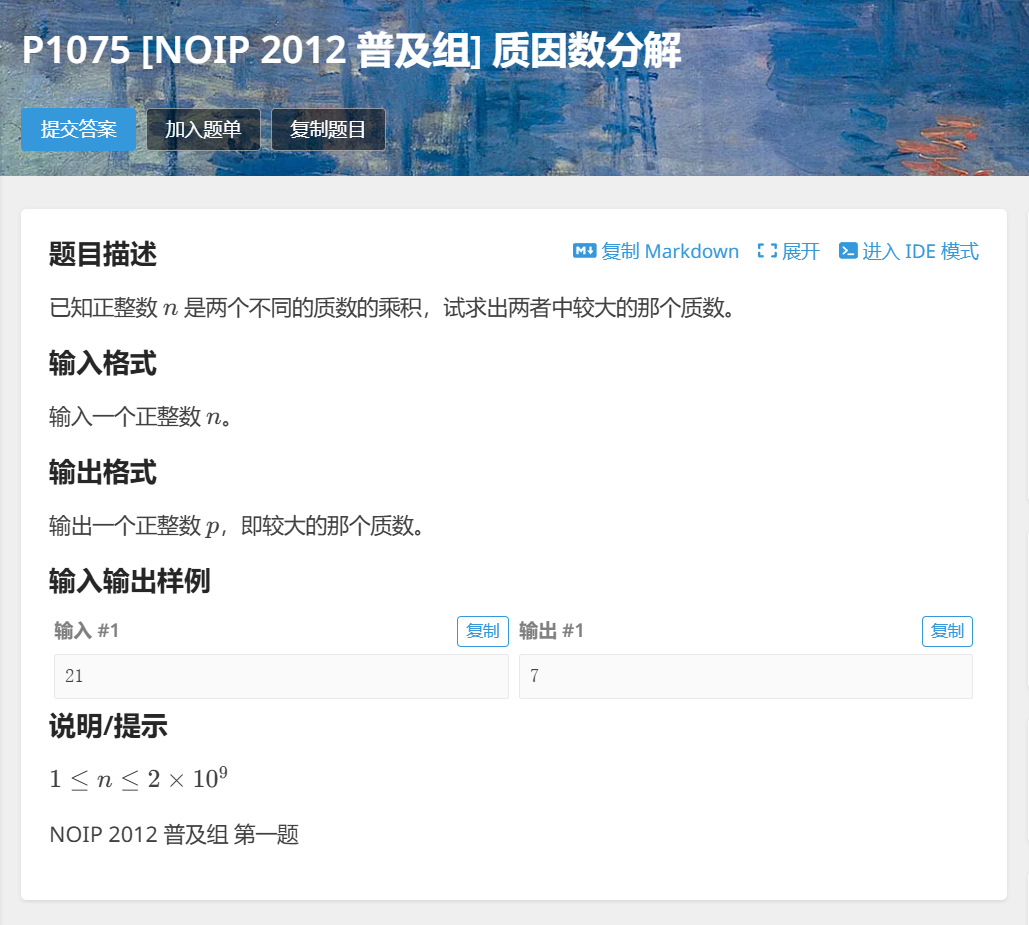 P1075 [NOIP 2012 普及组] 质因数分解
提交答案 加入题单 复制题目
题目描述 复制 Markdown 展开 进入 IDE 模式
已知正整数 n 是两个不同的质数的乘积，试求出两者中较大的那个质数。
输入格式
输入一个正整数 n。
输出格式
输出一个正整数 p，即较大的那个质数。
输入输出样例
输入 #1 复制 输出 #1 复制
21 7
说明/提示
1 ≤ n ≤ 2 × 10⁹
NOIP 2012 普及组 第一题